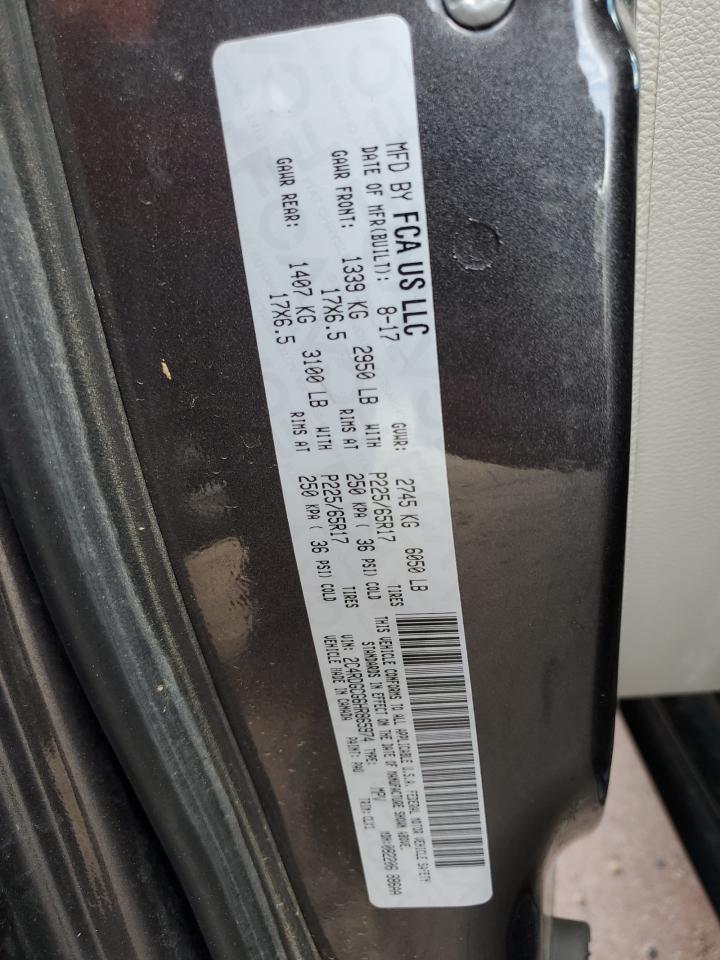 MFD BY FCA US LLC
DATE OF MFR(BUILT): 8-17 GVWR: 2745 KG 6050 LB
GAWR FRONT: 1339 KG 2950 LB WITH P225/65R17 TIRES
17X6.5 RIMS AT 250 KPA ( 36 PSI) COLD
GAWR REAR: 1407 KG 3100 LB WITH P225/65R17 TIRES
17X6.5 RIMS AT 250 KPA ( 36 PSI) COLD
THIS VEHICLE CONFORMS TO ALL APPLICABLE U.S.A. FEDERAL MOTOR VEHICLE SAFETY
STANDARDS IN EFFECT ON THE DATE OF MANUFACTURE SHOWN ABOVE.
VIN: TYPE: MPV MDH:
VEHICLE MADE IN CANADA PAINT: PAU TRIM: